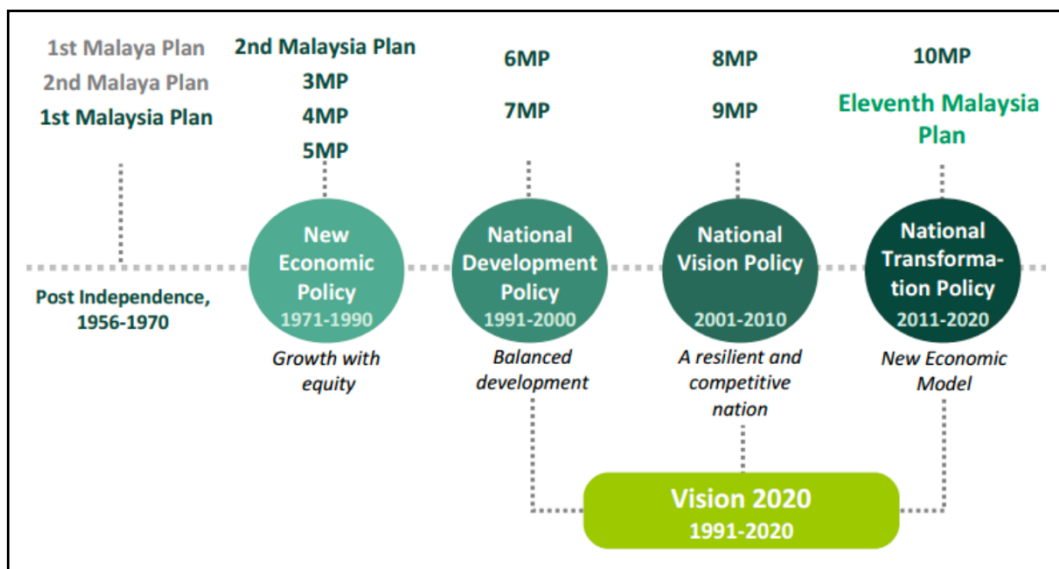 1st Malaya Plan
2nd Malaya Plan
1st Malaysia Plan
Post Independence,
1956-1970
2nd Malaysia Plan
3MP
4MP
5MP
New
Economic
Policy
1971-1990
Growth with
equity
6MP
7MP
National
Development
Policy
1991-2000
Balanced
development
8MP
9MP
National
Vision Policy
2001-2010
A resilient and
competitive
nation
10MP
Eleventh Malaysia
Plan
National
Transforma-
tion Policy
2011-2020
New Economic
Model
Vision 2020
1991-2020